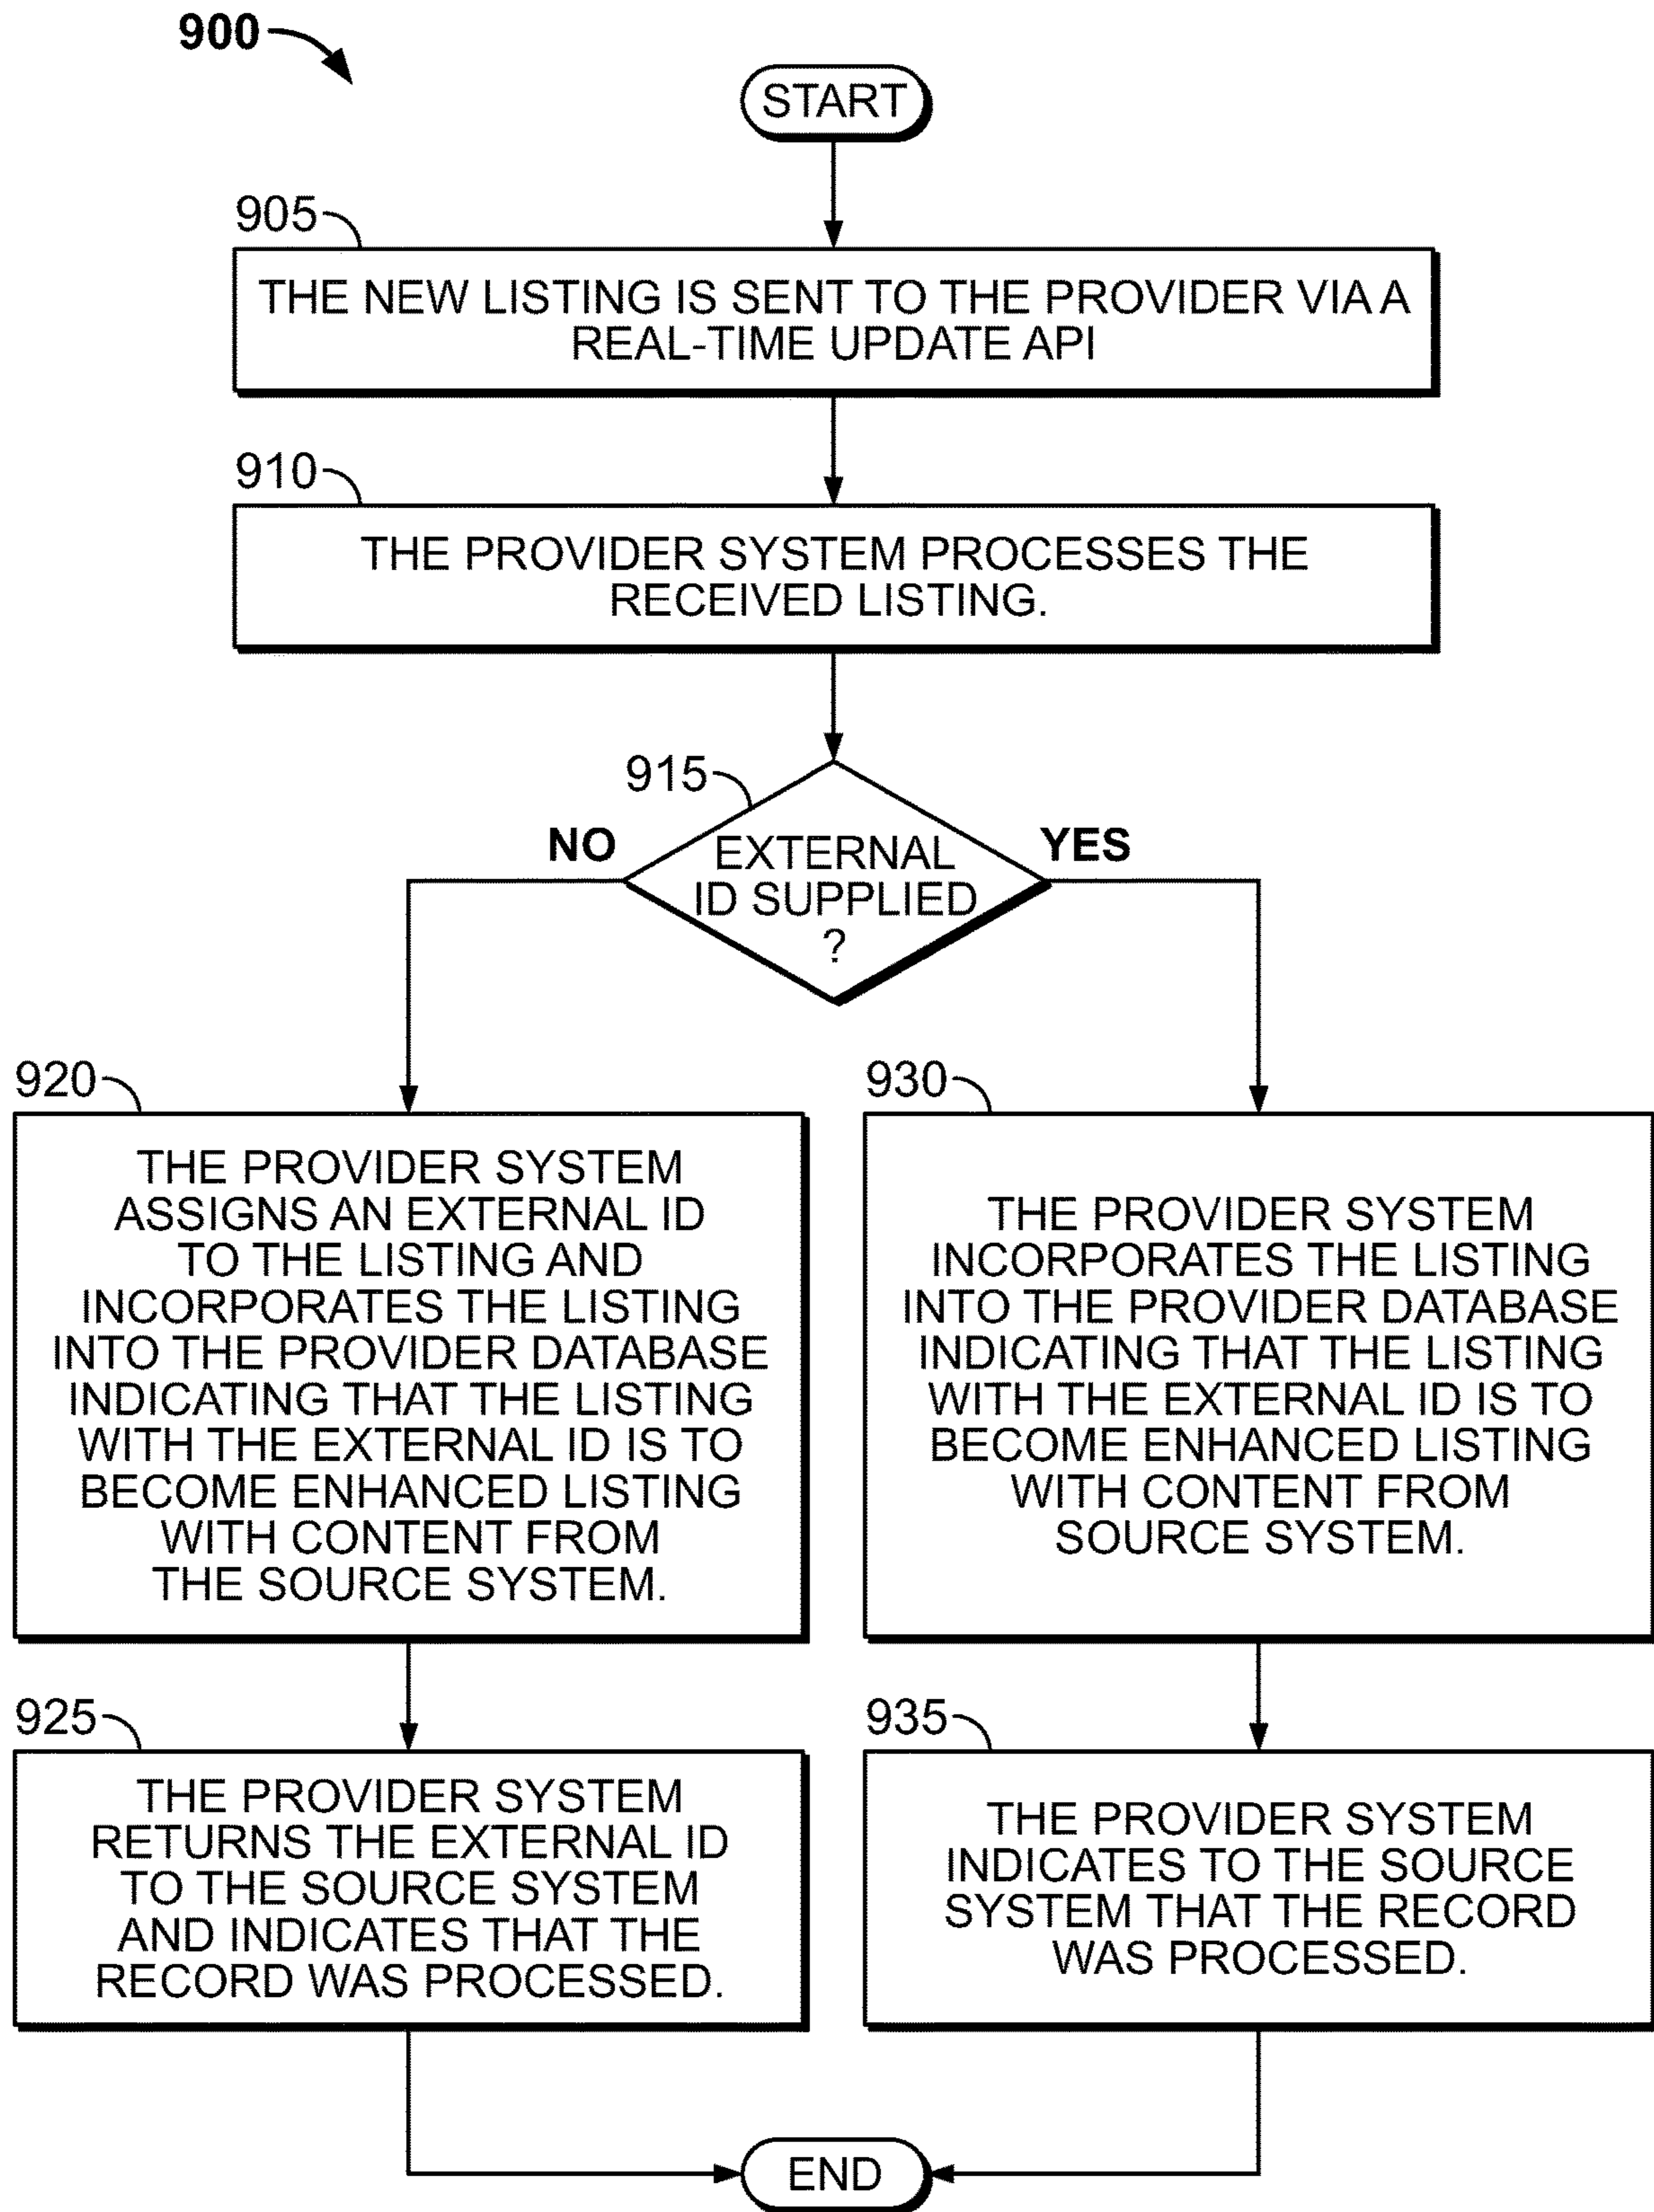 900
START
905
THE NEW LISTING IS SENT TO THE PROVIDER VIA A
REAL-TIME UPDATE API
910
THE PROVIDER SYSTEM PROCESSES THE
RECEIVED LISTING.
915
NO
YES
EXTERNAL
ID SUPPLIED
?
920
THE PROVIDER SYSTEM
ASSIGNS AN EXTERNAL ID
TO THE LISTING AND
INCORPORATES THE LISTING
INTO THE PROVIDER DATABASE
INDICATING THAT THE LISTING
WITH THE EXTERNAL ID IS TO
BECOME ENHANCED LISTING
WITH CONTENT FROM
THE SOURCE SYSTEM.
930
THE PROVIDER SYSTEM
INCORPORATES THE LISTING
INTO THE PROVIDER DATABASE
INDICATING THAT THE LISTING
WITH THE EXTERNAL ID IS TO
BECOME ENHANCED LISTING
WITH CONTENT FROM
SOURCE SYSTEM.
925
THE PROVIDER SYSTEM
RETURNS THE EXTERNAL ID
TO THE SOURCE SYSTEM
AND INDICATES THAT THE
RECORD WAS PROCESSED.
935
THE PROVIDER SYSTEM
INDICATES TO THE SOURCE
SYSTEM THAT THE RECORD
WAS PROCESSED.
END